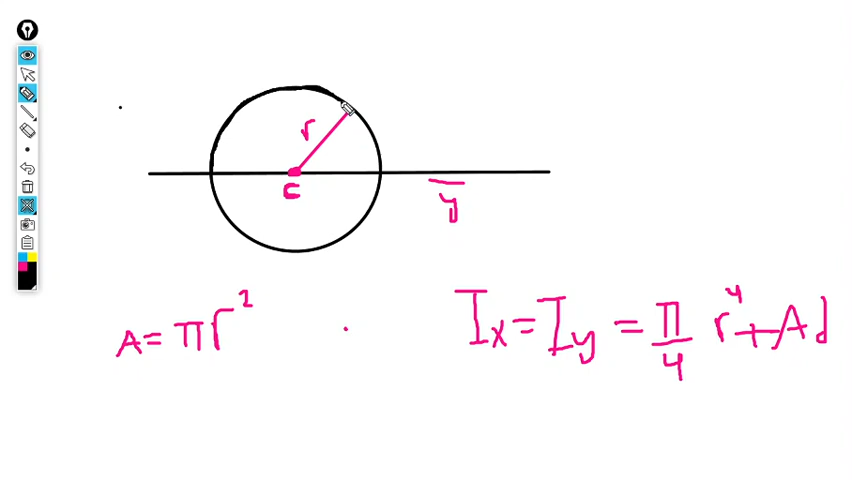 r
C
y̅
A = πr²
Ix = Iy = π/4 r⁴ + Ad